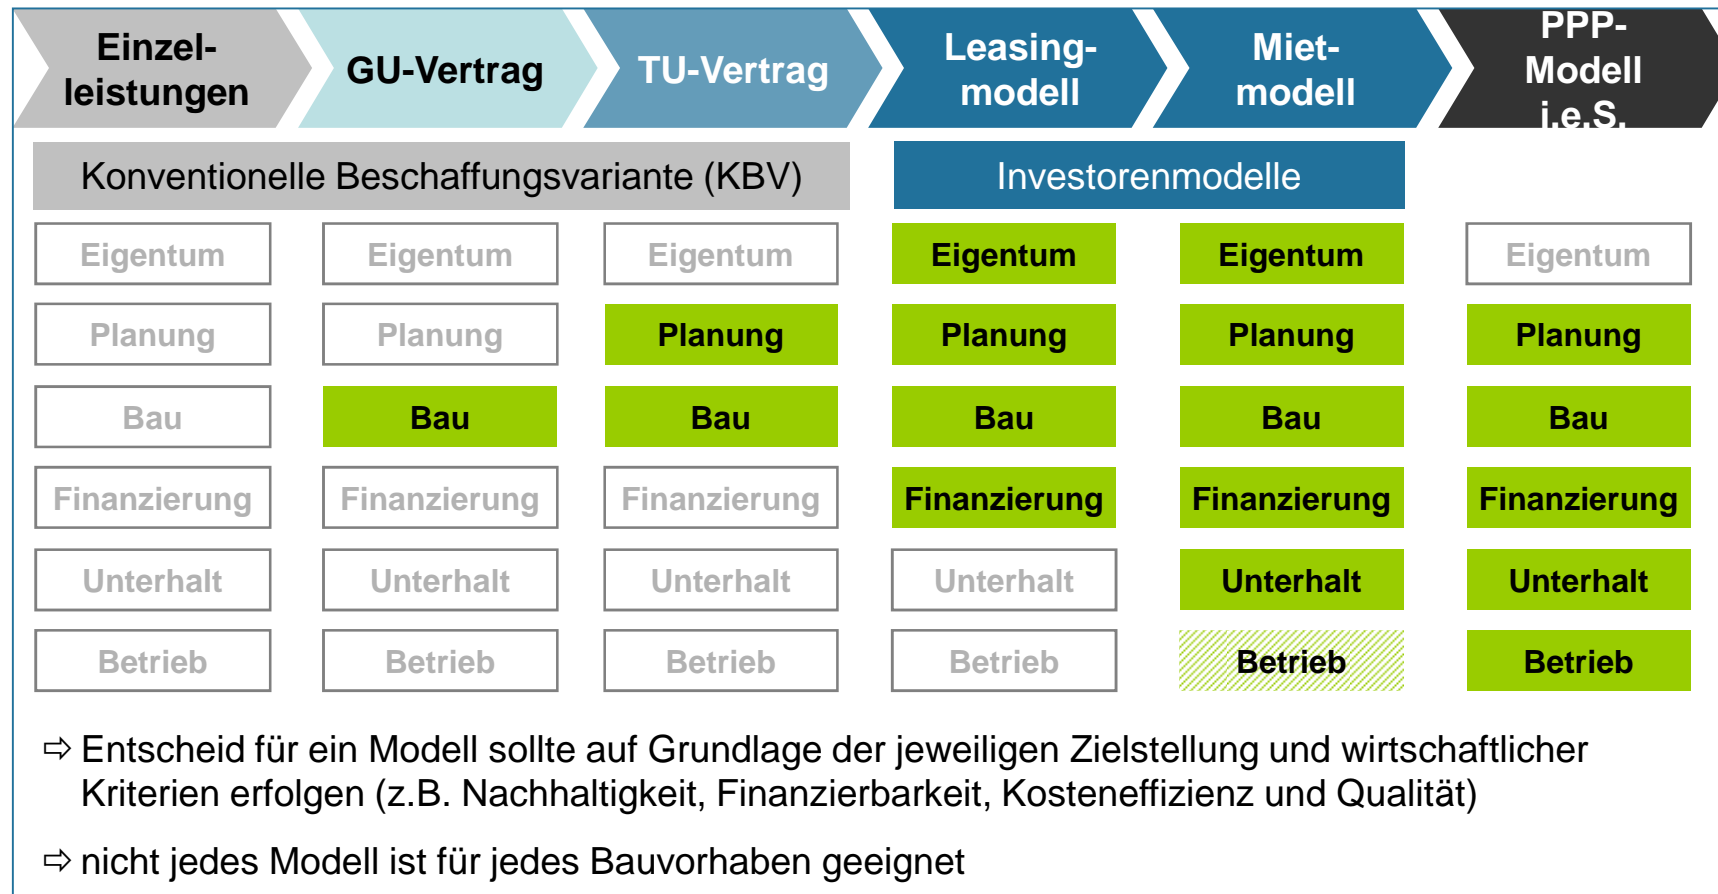 Einzel-
leistungen
GU-Vertrag
TU-Vertrag
Leasing-
modell
Miet-
modell
PPP-
Modell
i.e.S.
Konventionelle Beschaffungsvariante (KBV)
Investorenmodelle
Eigentum Eigentum Eigentum Eigentum Eigentum Eigentum
Planung Planung Planung Planung Planung Planung
Bau Bau Bau Bau Bau Bau
Finanzierung Finanzierung Finanzierung Finanzierung Finanzierung Finanzierung
Unterhalt Unterhalt Unterhalt Unterhalt Unterhalt Unterhalt
Betrieb Betrieb Betrieb Betrieb Betrieb Betrieb
⇨ Entscheid für ein Modell sollte auf Grundlage der jeweiligen Zielstellung und wirtschaftlicher
Kriterien erfolgen (z.B. Nachhaltigkeit, Finanzierbarkeit, Kosteneffizienz und Qualität)
⇨ nicht jedes Modell ist für jedes Bauvorhaben geeignet